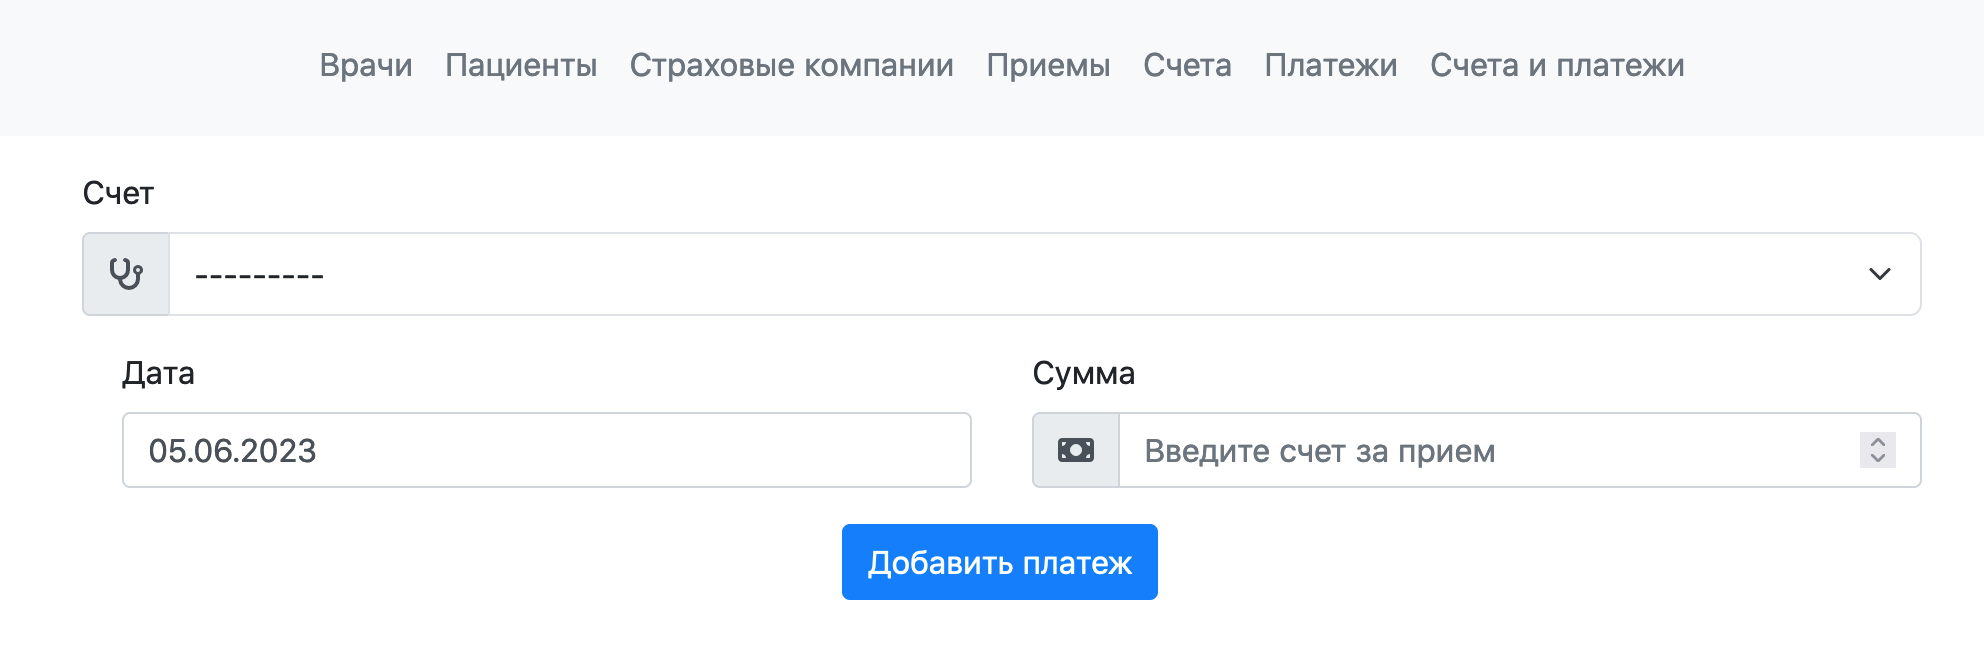 Врачи Пациенты Страховые компании Приемы Счета Платежи Счета и платежи
Счет
---------
Дата Сумма
05.06.2023 Введите счет за прием
Добавить платеж